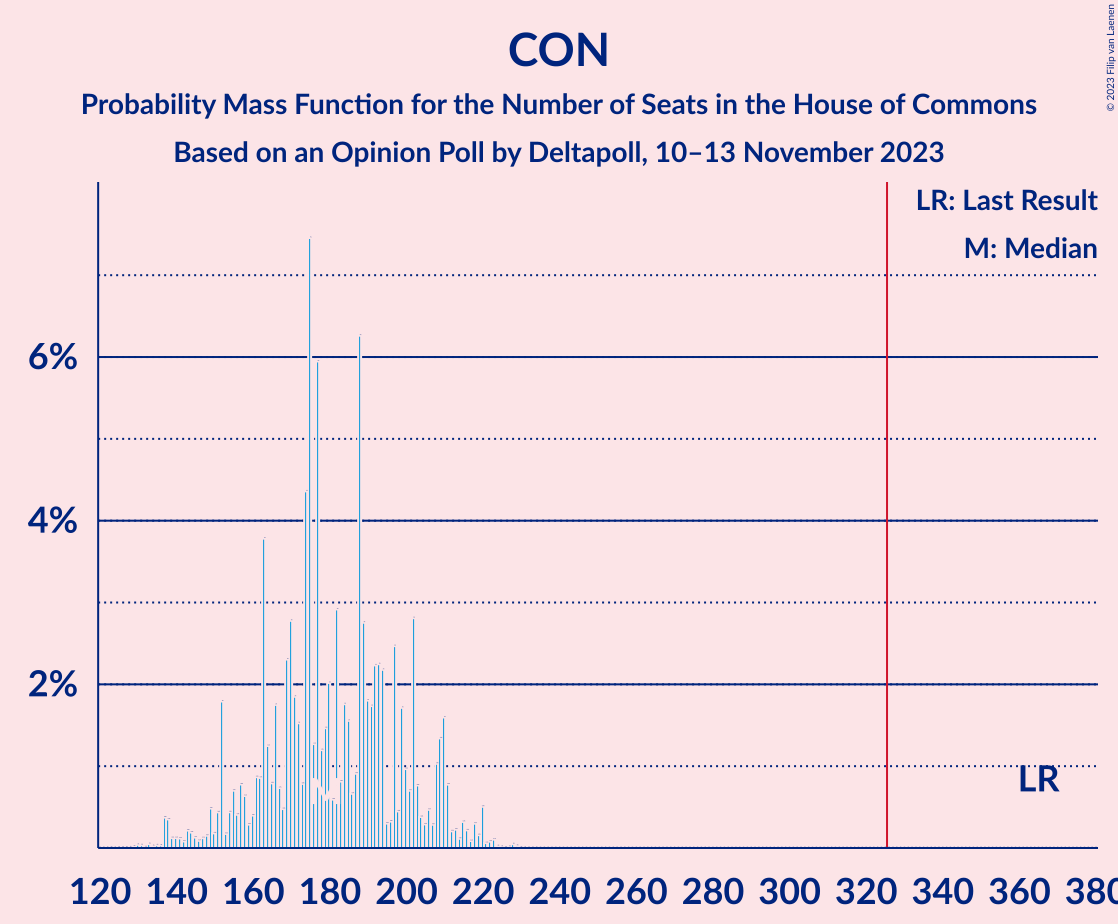 CON
Probability Mass Function for the Number of Seats in the House of Commons
Based on an Opinion Poll by Deltapoll, 10–13 November 2023
© 2023 Filip van Laenen
LR: Last Result
M: Median
6%
4%
2%
LR
M
120 140 160 180 200 220 240 260 280 300 320 340 360 380